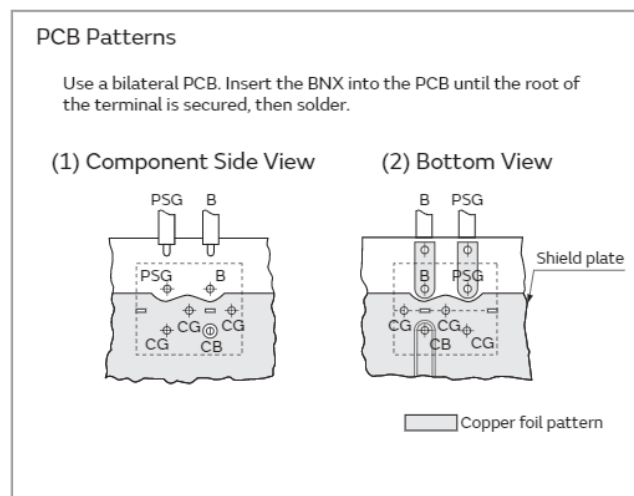 PCB Patterns
Use a bilateral PCB. Insert the BNX into the PCB until the root of
the terminal is secured, then solder.
(1) Component Side View
(2) Bottom View
PSG B
PSG B
CG CG
CG CB
B PSG
B PSG
CG CG
CB CG
Shield plate
Copper foil pattern